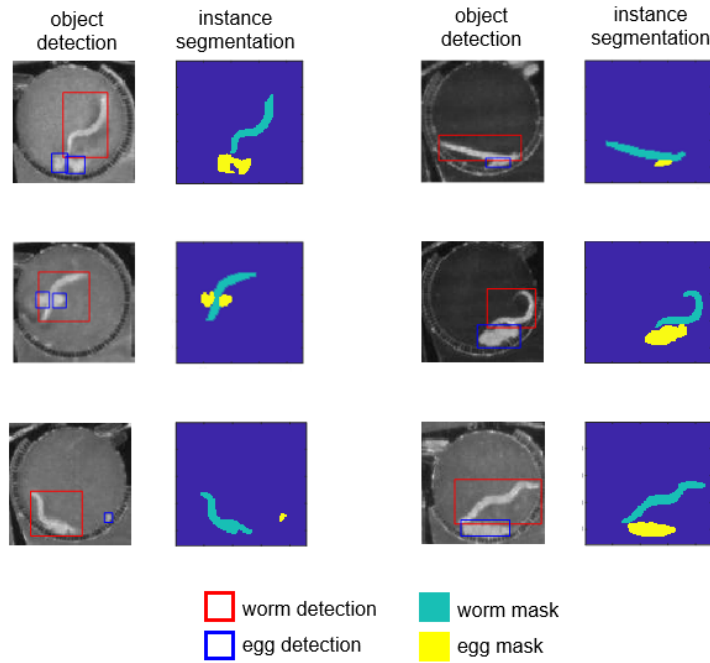 object
detection
instance
segmentation
object
detection
instance
segmentation
worm detection
worm mask
egg detection
egg mask